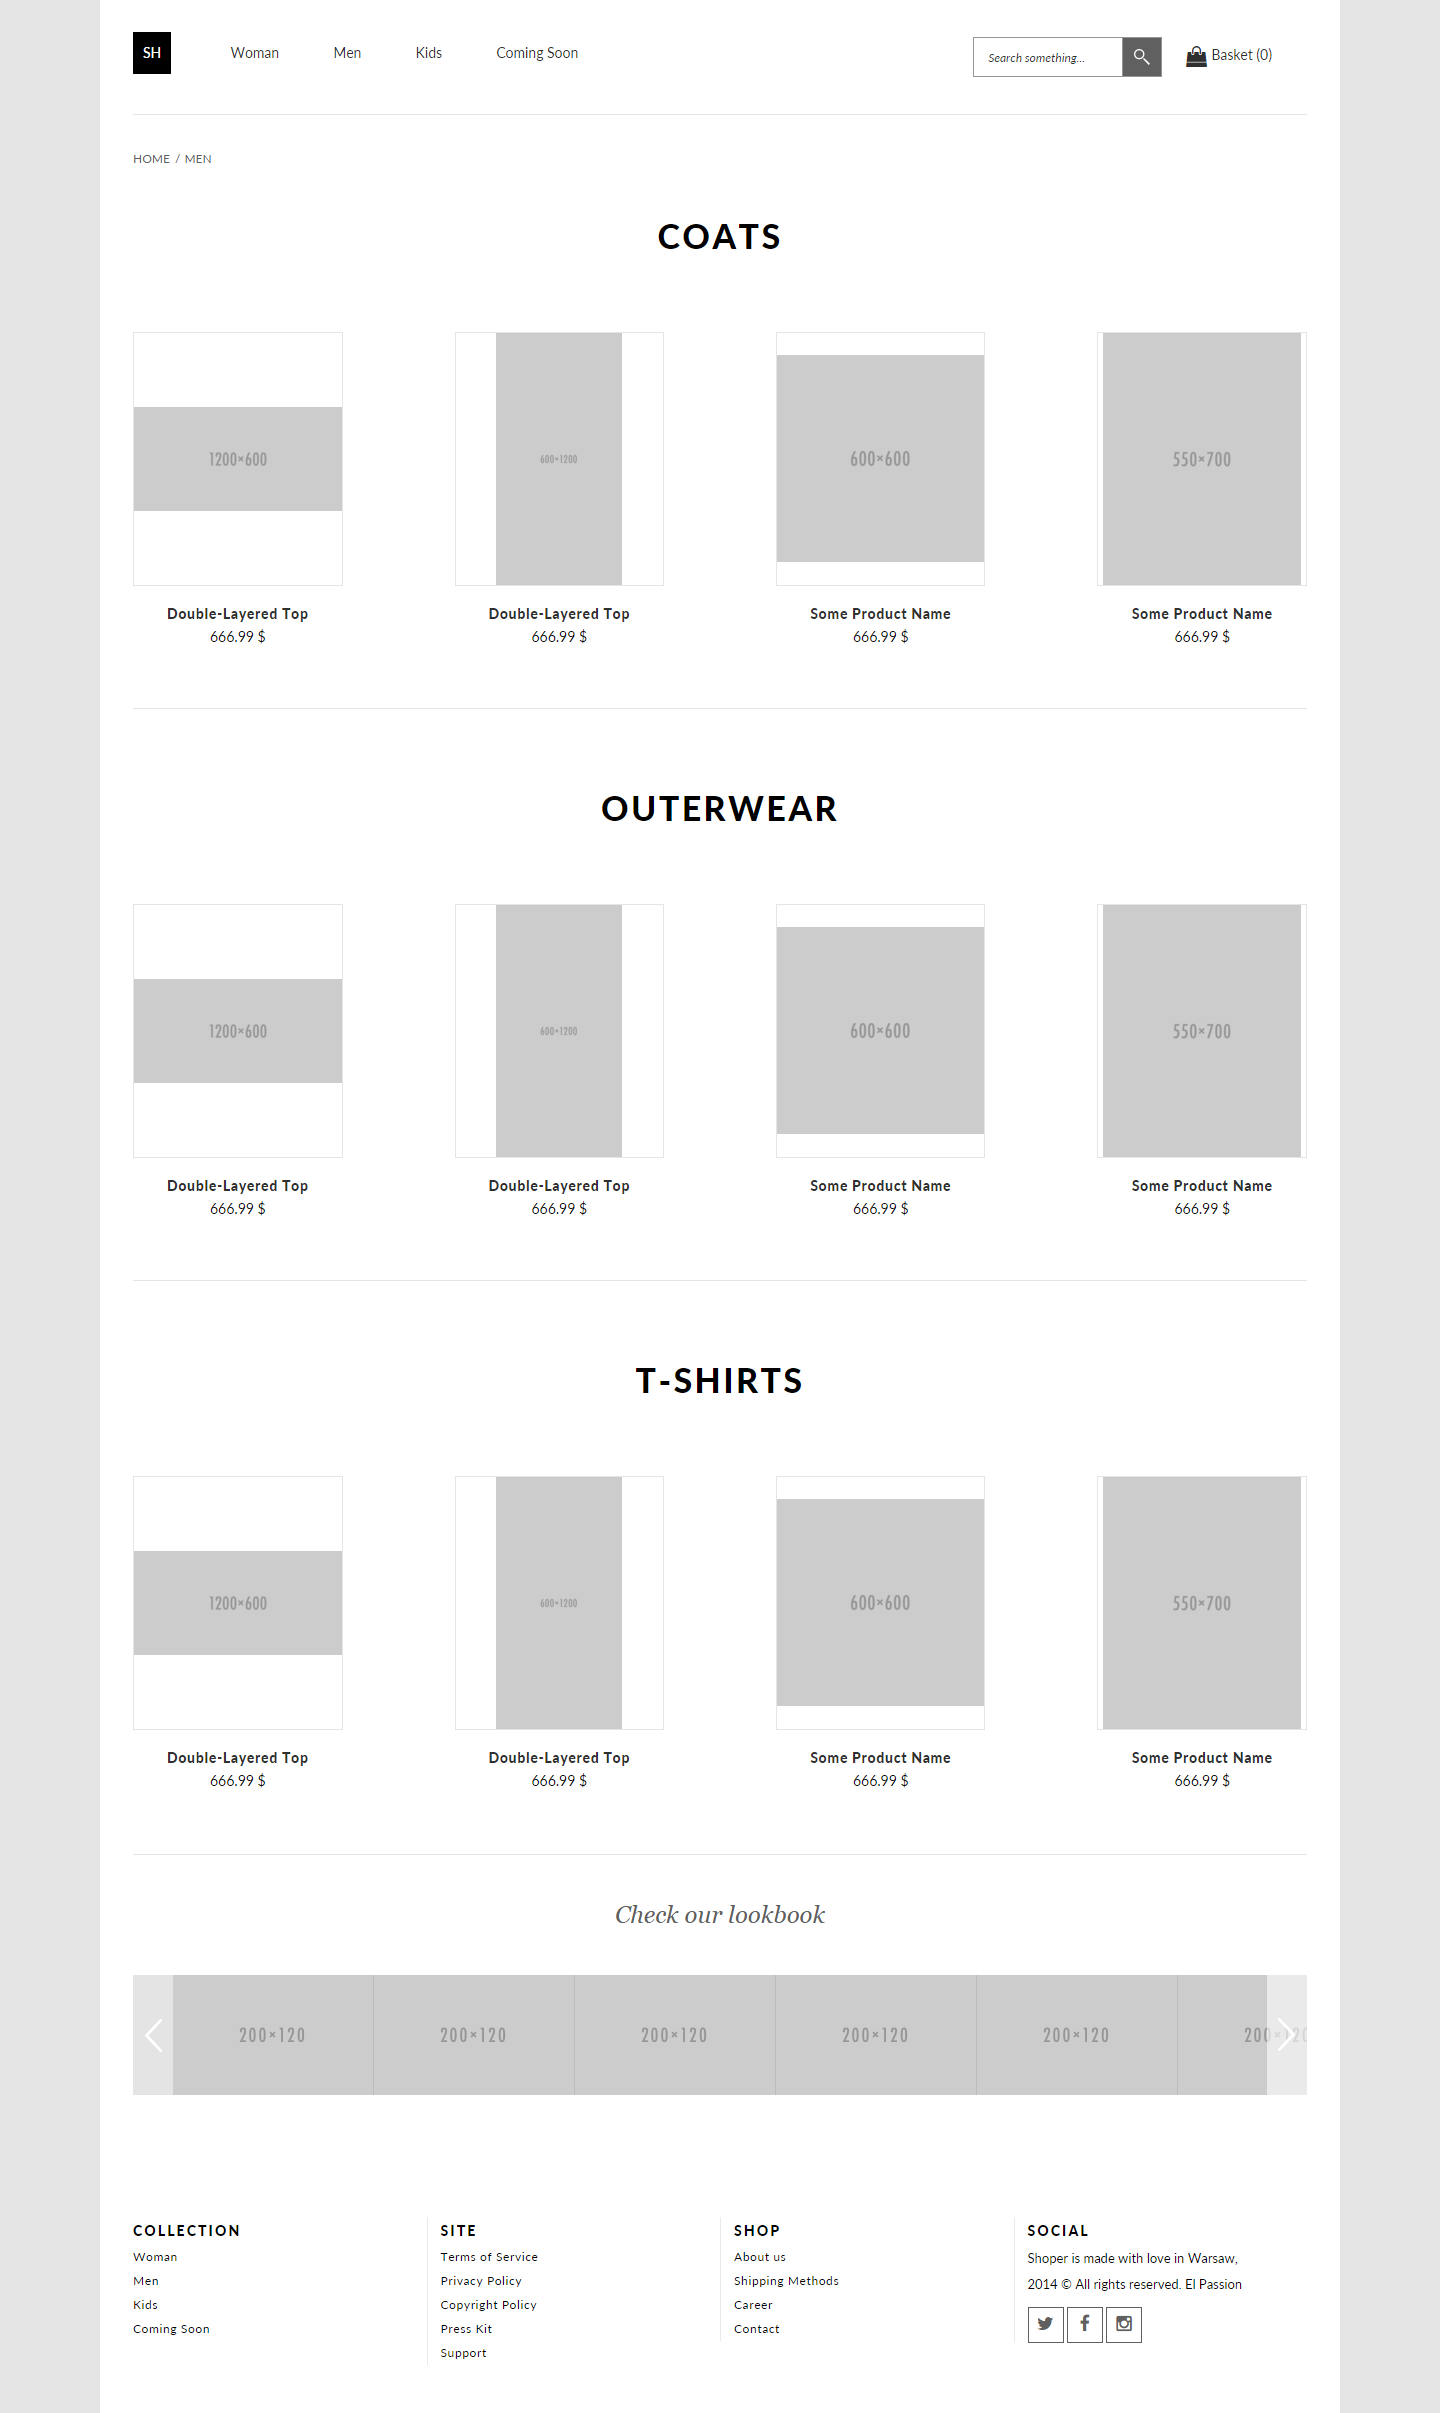 SH Woman Men Kids Coming Soon Search something... Basket (0)
HOME / MEN
COATS
1200×600 600×1200 600×600 550×700
Double-Layered Top Double-Layered Top Some Product Name Some Product Name
666.99 $ 666.99 $ 666.99 $ 666.99 $
OUTERWEAR
1200×600 600×1200 600×600 550×700
Double-Layered Top Double-Layered Top Some Product Name Some Product Name
666.99 $ 666.99 $ 666.99 $ 666.99 $
T-SHIRTS
1200×600 600×1200 600×600 550×700
Double-Layered Top Double-Layered Top Some Product Name Some Product Name
666.99 $ 666.99 $ 666.99 $ 666.99 $
Check our lookbook
200×120 200×120 200×120 200×120 200×120 200×120
COLLECTION
Woman
Men
Kids
Coming Soon
SITE
Terms of Service
Privacy Policy
Copyright Policy
Press Kit
Support
SHOP
About us
Shipping Methods
Career
Contact
SOCIAL
Shoper is made with love in Warsaw,
2014 © All rights reserved. El Passion